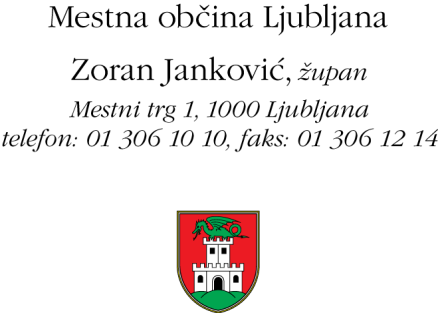 Mestna občina Ljubljana
Zoran Janković, župan
Mestni trg 1, 1000 Ljubljana
telefon: 01 306 10 10, faks: 01 306 12 14